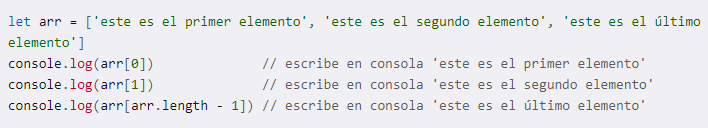 let arr = ['este es el primer elemento', 'este es el segundo elemento', 'este es el último
elemento']
console.log(arr[0])               // escribe en consola 'este es el primer elemento'
console.log(arr[1])               // escribe en consola 'este es el segundo elemento'
console.log(arr[arr.length - 1]) // escribe en consola 'este es el último elemento'